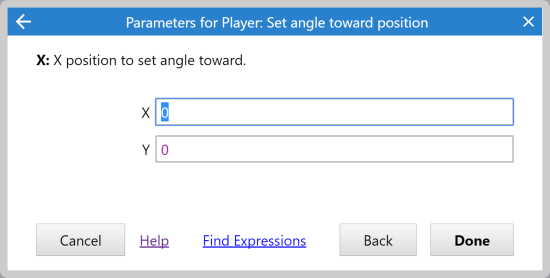 Parameters for Player: Set angle toward position
X: X position to set angle toward.
X 0
Y 0
Cancel Help Find Expressions Back Done